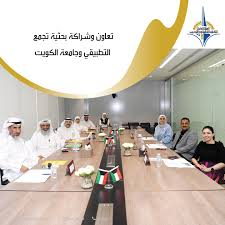 تعاون وشراكة بحثية تجمع
التطبيقي وجامعة الكويت